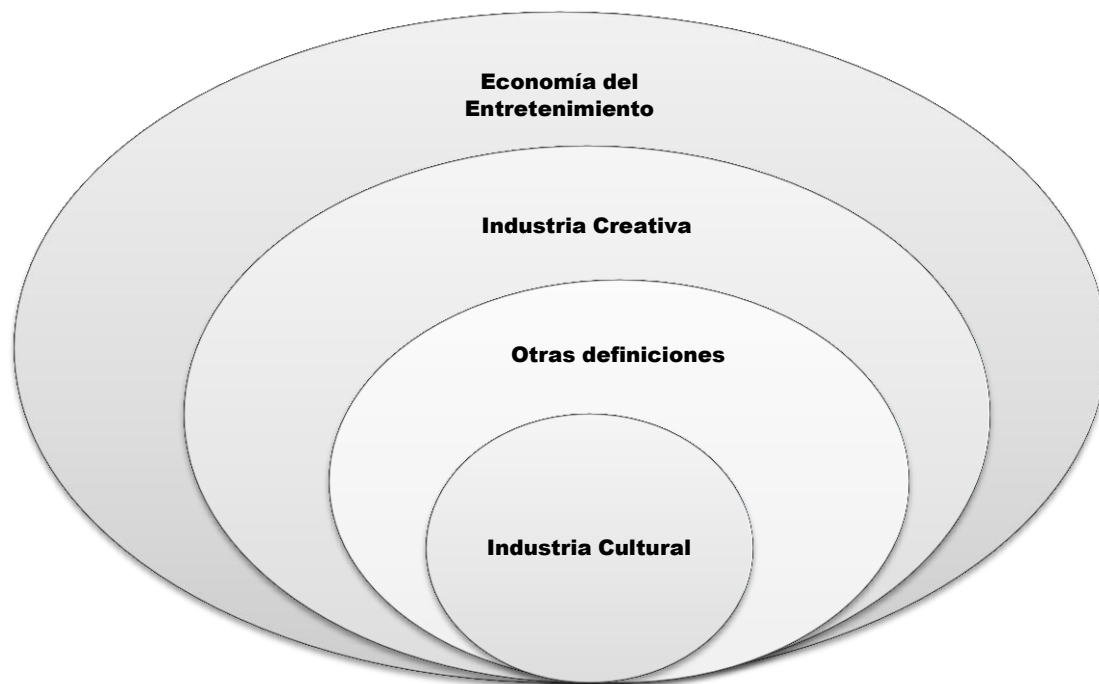 Economía del
Entretenimiento
Industria Creativa
Otras definiciones
Industria Cultural